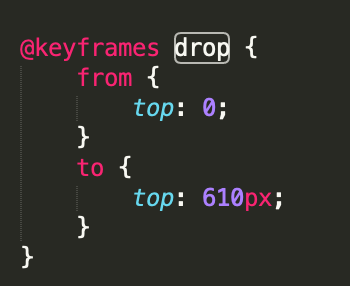 @keyframes drop {
    from {
        top: 0;
    }
    to {
        top: 610px;
    }
}